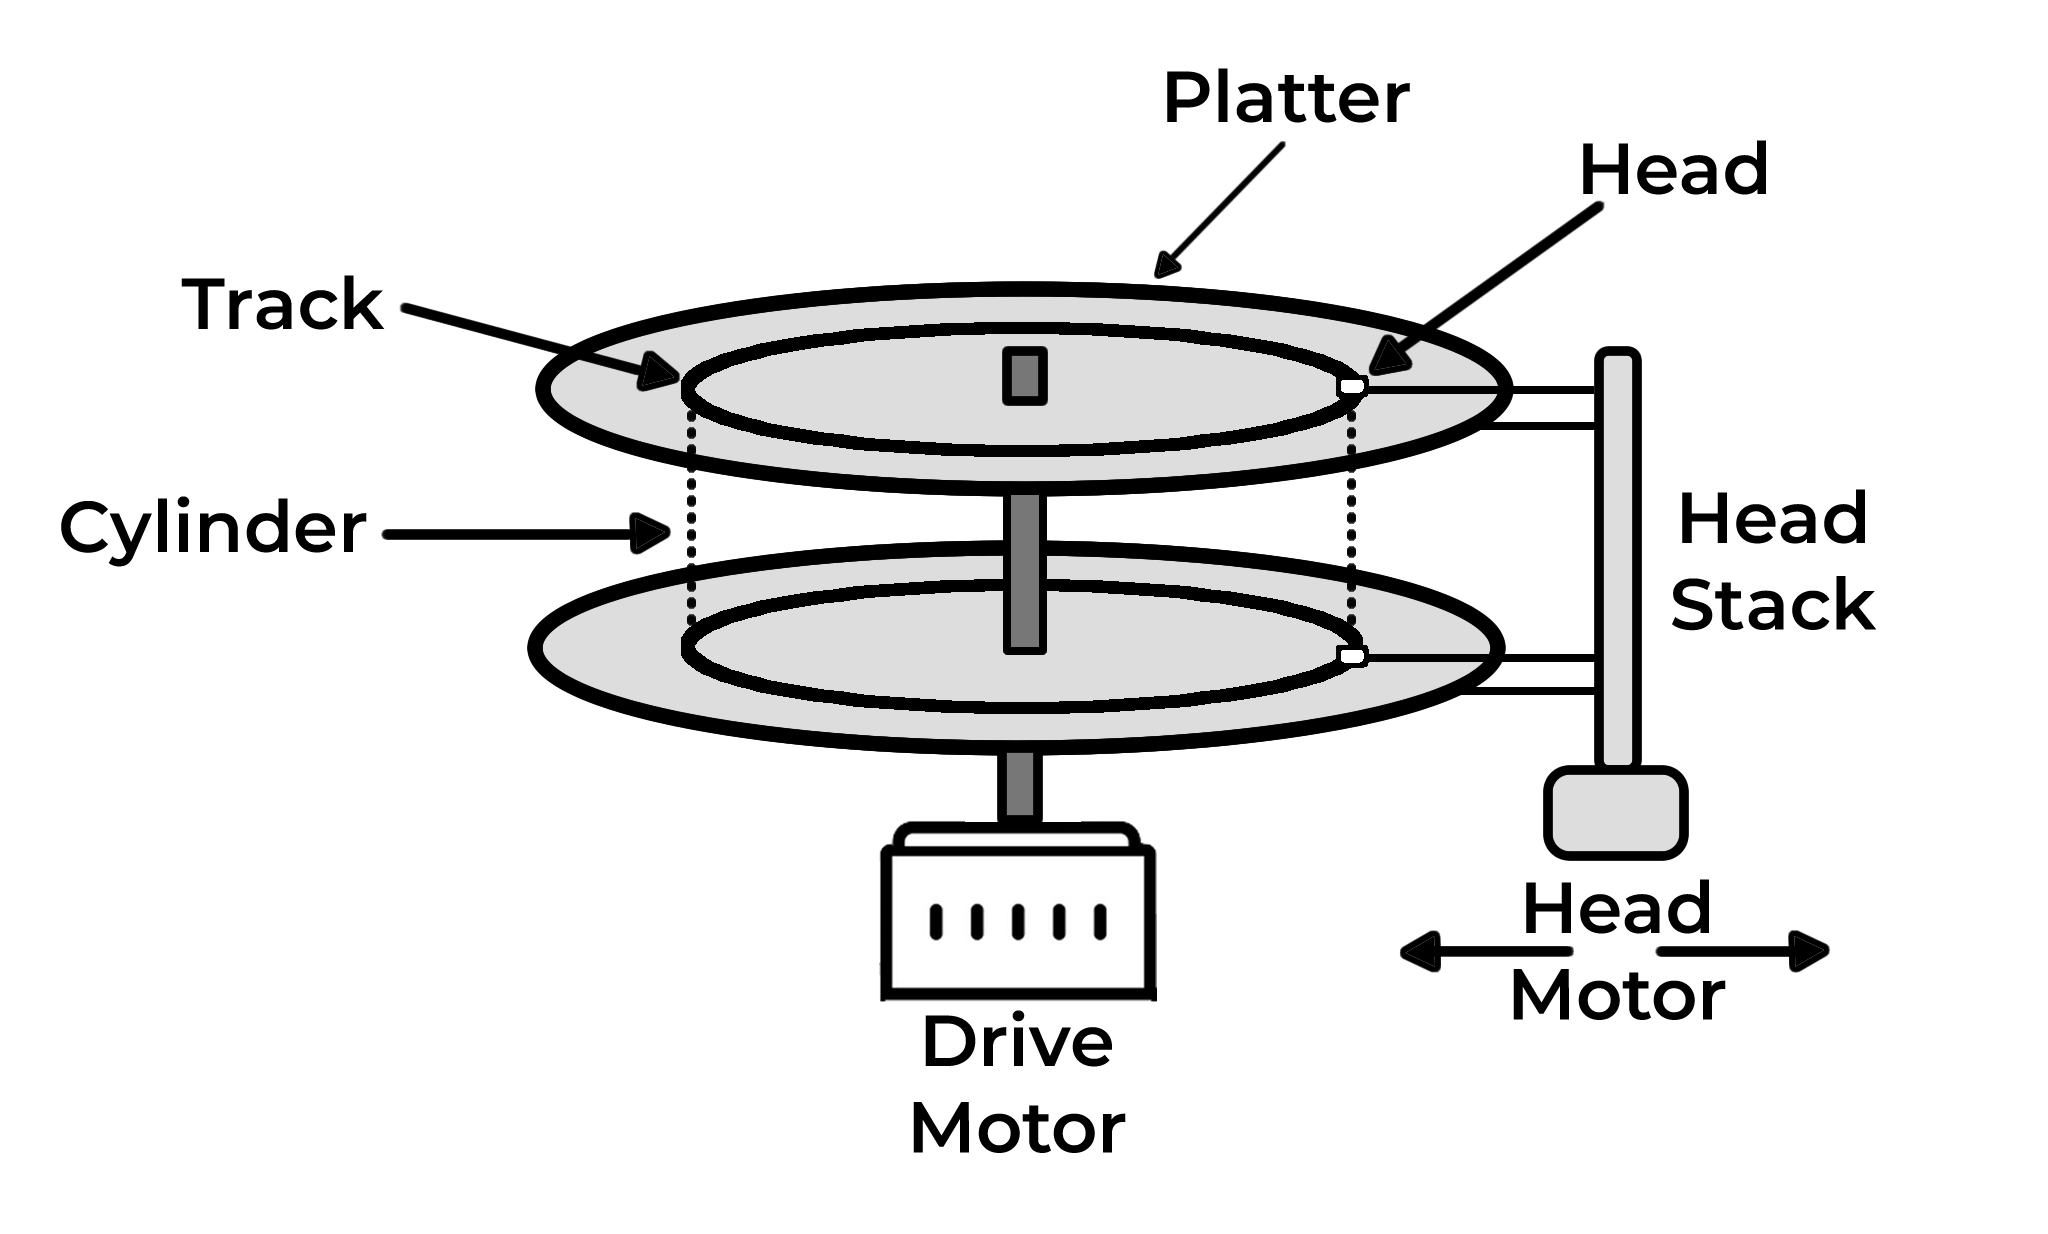 Platter
Head
Track
Cylinder
Head
Stack
Head
Motor
Drive
Motor